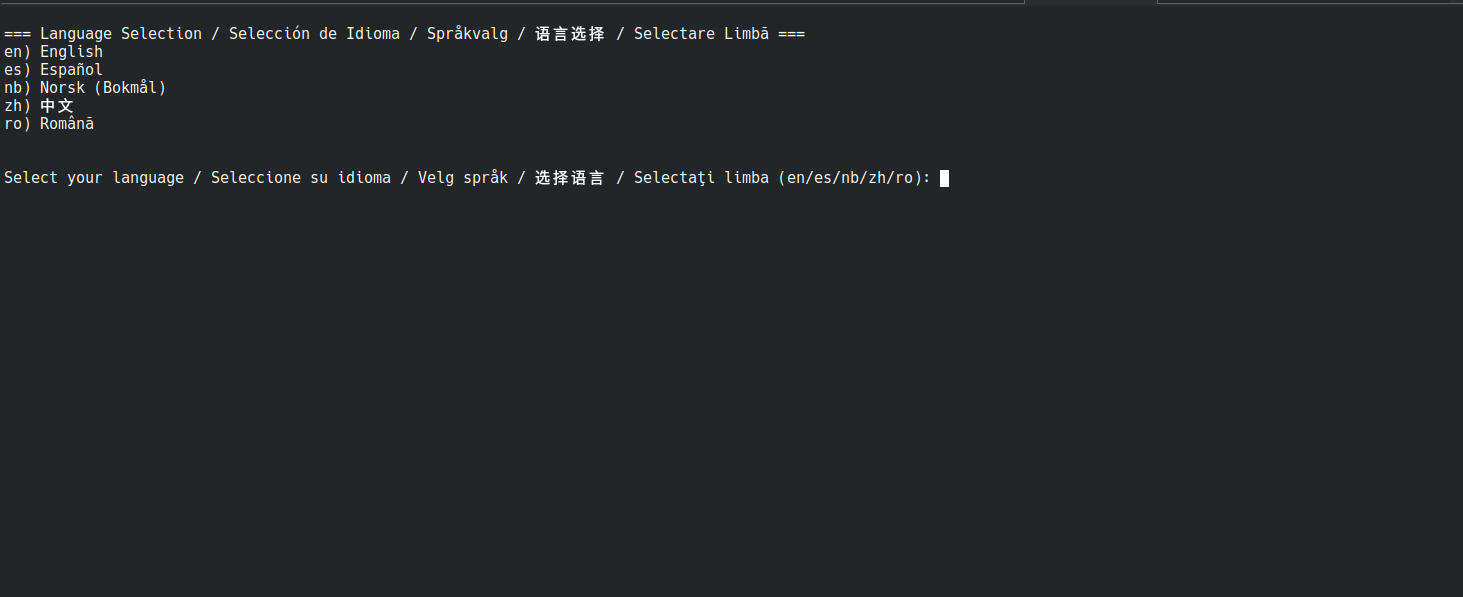 === Language Selection / Selección de Idioma / Språkvalg / 语言选择 / Selectare Limbă ===
en) English
es) Español
nb) Norsk (Bokmål)
zh) 中文
ro) Română
Select your language / Seleccione su idioma / Velg språk / 选择语言 / Selectaţi limba (en/es/nb/zh/ro):